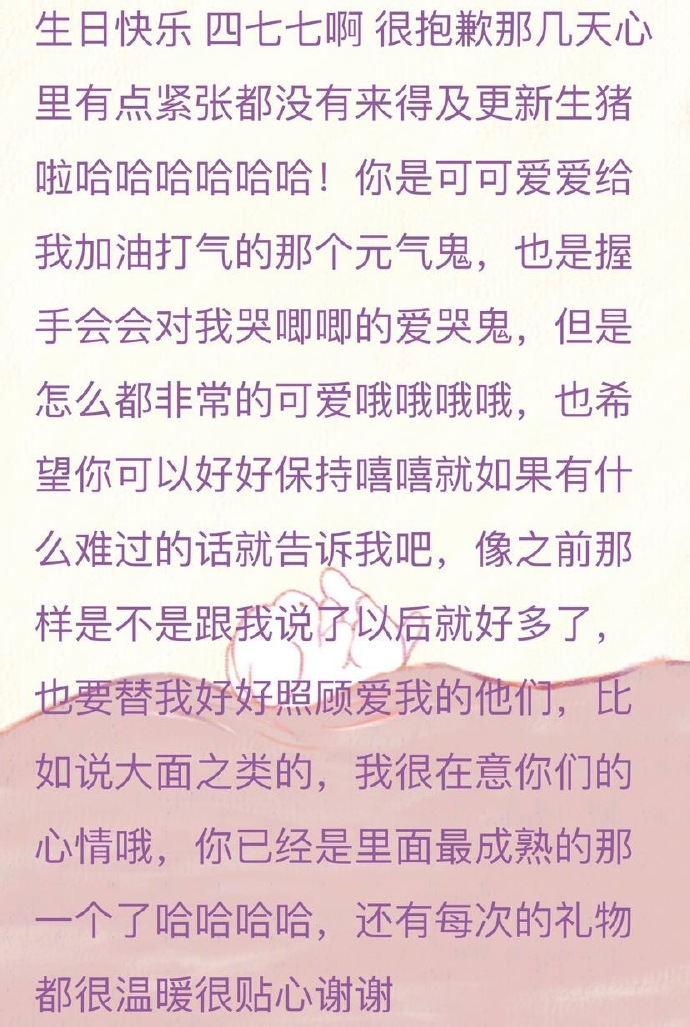 生日快乐 四七七啊 很抱歉那几天心
里有点紧张都没有来得及更新生猪
啦哈哈哈哈哈哈！你是可可爱爱给
我加油打气的那个元气鬼，也是握
手会会对我哭唧唧的爱哭鬼，但是
怎么都非常的可爱哦哦哦哦，也希
望你可以好好保持嘻嘻就如果有什
么难过的话就告诉我吧，像之前那
样是不是跟我说了以后就好多了，
也要替我好好照顾爱我的他们，比
如说大面之类的，我很在意你们的
心情哦，你已经是里面最成熟的那
一个了哈哈哈哈，还有每次的礼物
都很温暖很贴心谢谢